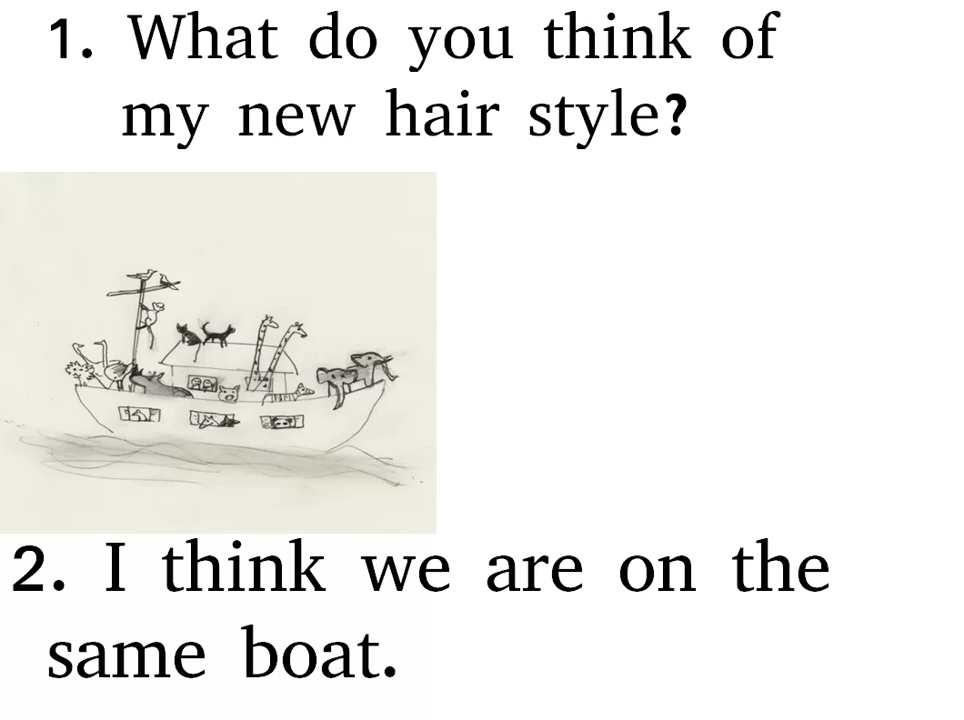 1. What do you think of
my new hair style?
2. I think we are on the
same boat.